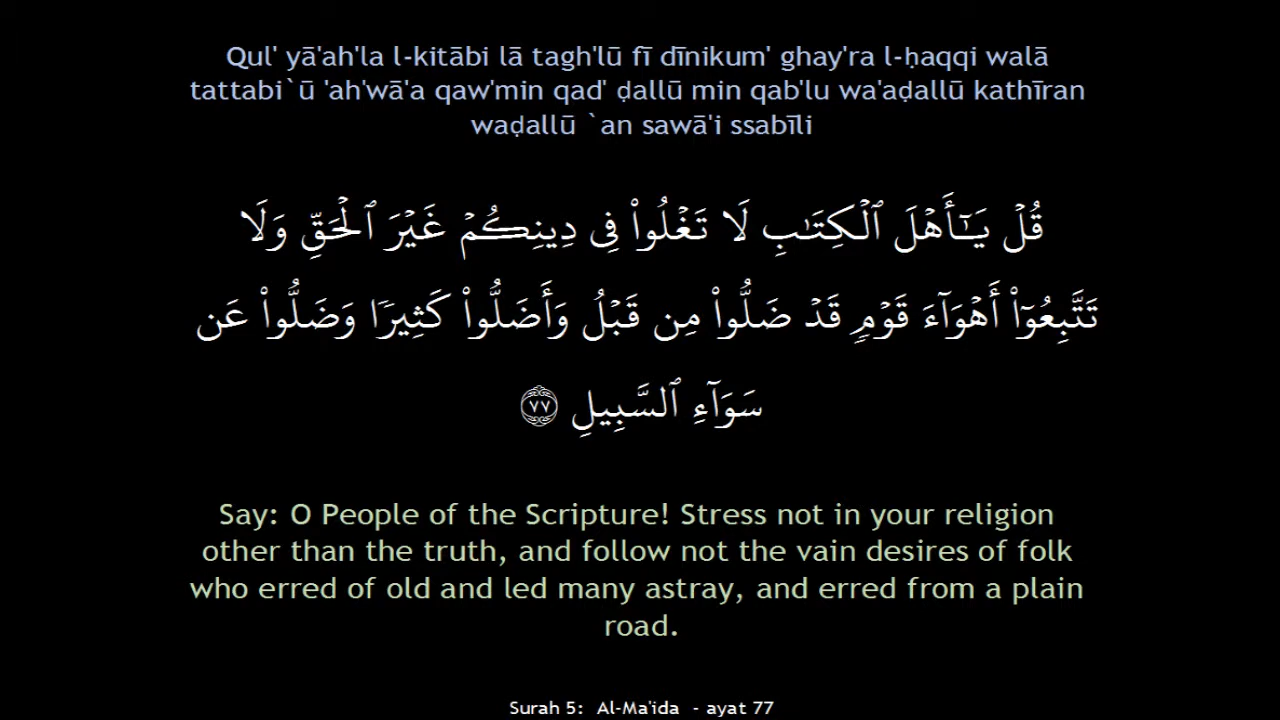 Qul' yā'ah'la l-kitābi lā tagh'lū fī dīnikum' ghay'ra l-ḥaqqi walā
tattabi`ū 'ah'wā'a qaw'min qad' ḍallū min qab'lu wa'aḍallū kathīran
waḍallū `an sawā'i ssabīli
قُلۡ يَـٰٓأَهۡلَ ٱلۡكِتَـٰبِ لَا تَغۡلُواْ فِى دِينِكُمۡ غَيۡرَ ٱلۡحَقِّ وَلَا
تَتَّبِعُوٓاْ أَهۡوَآءَ قَوۡمٍ قَدۡ ضَلُّواْ مِن قَبۡلُ وَأَضَلُّواْ كَثِيرًا وَضَلُّواْ عَن
سَوَآءِ ٱلسَّبِيلِ ٧٧
Say: O People of the Scripture! Stress not in your religion
other than the truth, and follow not the vain desires of folk
who erred of old and led many astray, and erred from a plain
road.
Surah 5: Al-Ma'ida - ayat 77